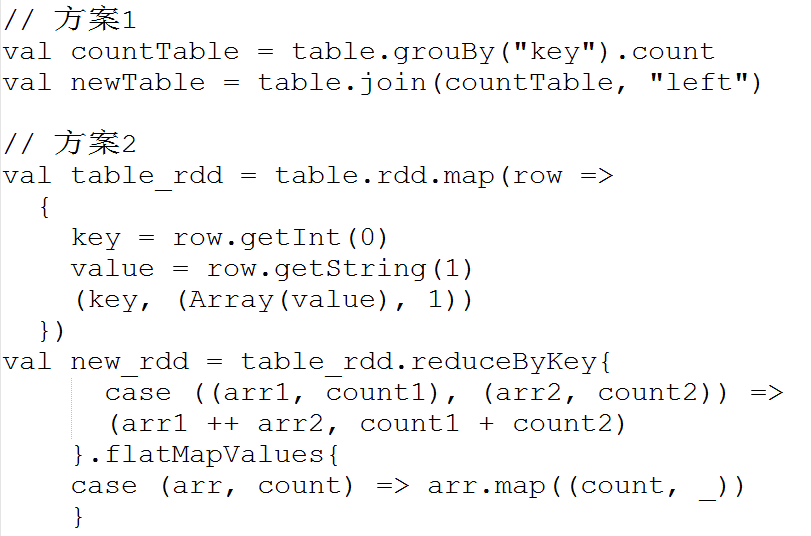 // 方案1
val countTable = table.grouBy("key").count
val newTable = table.join(countTable, "left")
// 方案2
val table_rdd = table.rdd.map(row =>
{
key = row.getInt(0)
value = row.getString(1)
(key, (Array(value), 1))
})
val new_rdd = table_rdd.reduceByKey{
case ((arr1, count1), (arr2, count2)) =>
(arr1 ++ arr2, count1 + count2)
}.flatMapValues{
case (arr, count) => arr.map((count, _))
}